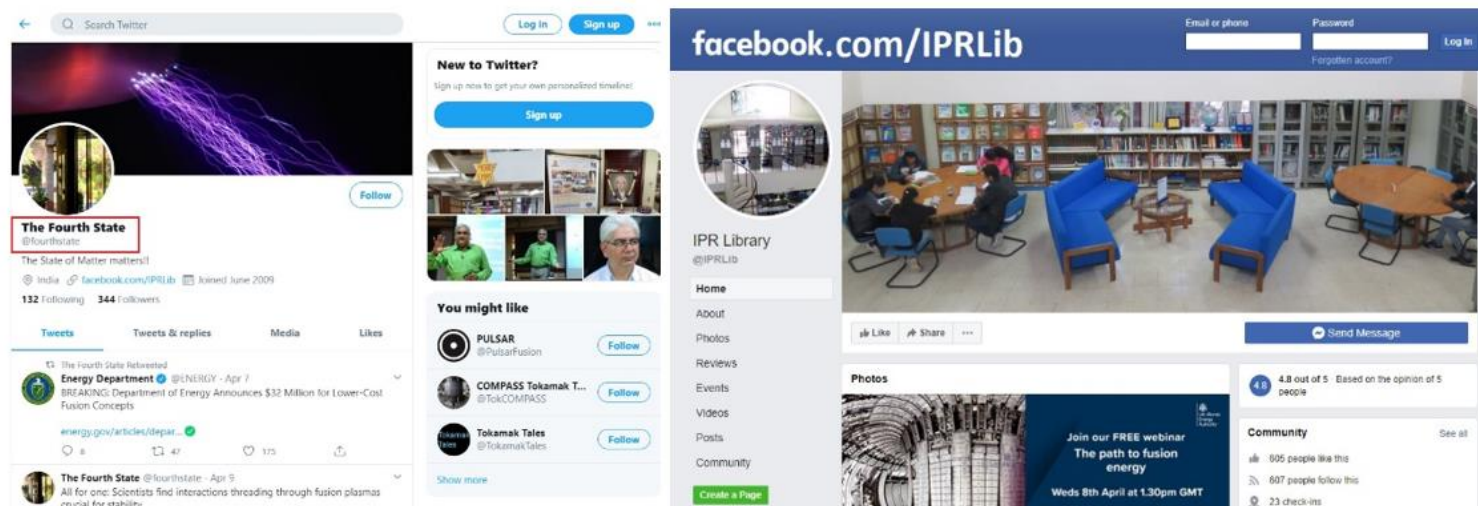 Search Twitter
Log in
Sign up
The Fourth State
@fourthstate
Follow
The State of Matter matters!!
India facebook.com/IPRLib Joined June 2009
132 Following 344 Followers
Tweets Tweets & replies Media Likes
The Fourth State Retweeted
Energy Department @ENERGY · Apr 7
BREAKING: Department of Energy Announces $32 Million for Lower-Cost
Fusion Concepts
energy.gov/articles/depar...
8 47 175
The Fourth State @fourthstate · Apr 9
All for one: Scientists find interactions threading through fusion plasmas
crucial for stability
New to Twitter?
Sign up now to get your own personalized timeline!
Sign up
You might like
PULSAR
@PulsarFusion
Follow
COMPASS Tokamak T...
@TokCOMPASS
Follow
Tokamak
Tales
Tokamak Tales
@TokamakTales
Follow
Show more
facebook.com/IPRLib
Email or phone
Password
Log In
Forgotten account?
IPR Library
@IPRLib
Home
About
Photos
Reviews
Events
Videos
Posts
Community
Create a Page
Like Share
Send Message
Photos
Join our FREE webinar
The path to fusion
energy
Weds 8th April at 1.30pm GMT
4.8
4.8 out of 5 · Based on the opinion of 5
people
Community
See all
605 people like this
607 people follow this
23 check-ins